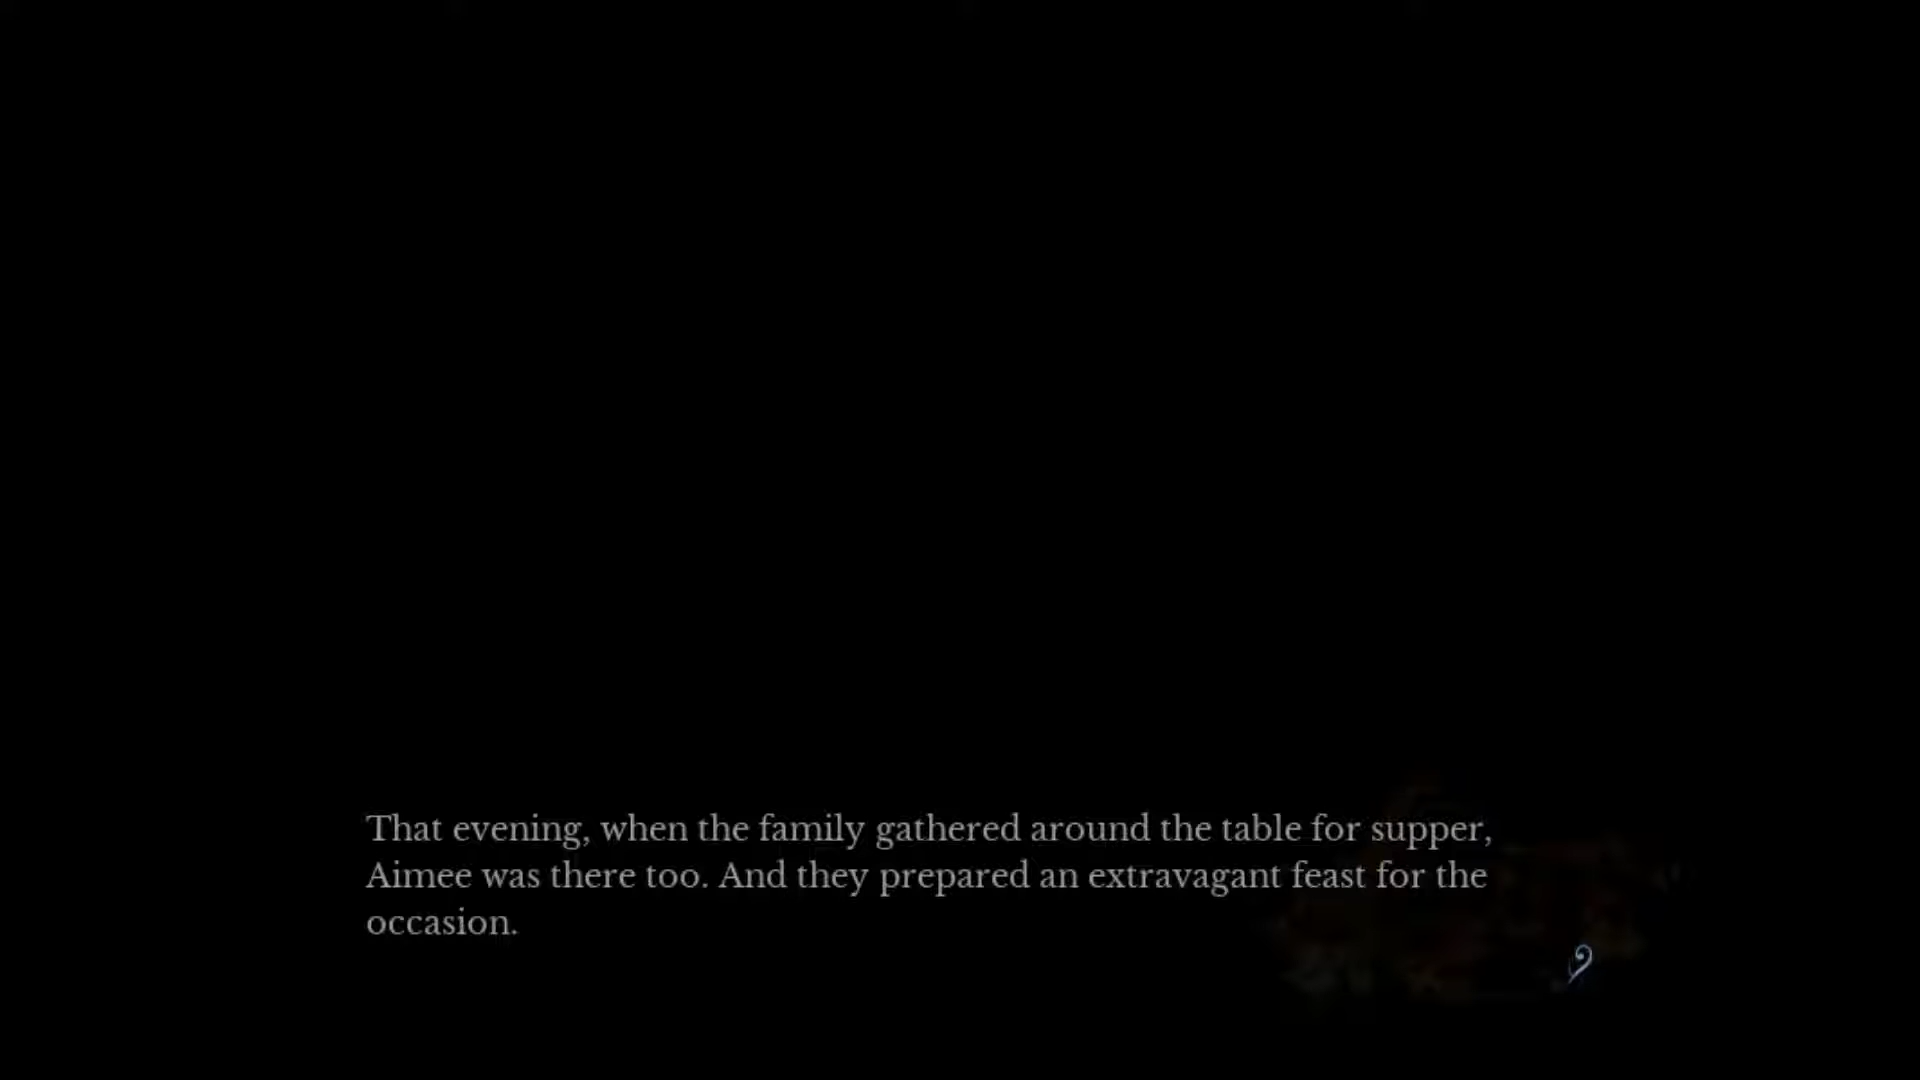 That evening, when the family gathered around the table for supper,
Aimee was there too. And they prepared an extravagant feast for the
occasion.